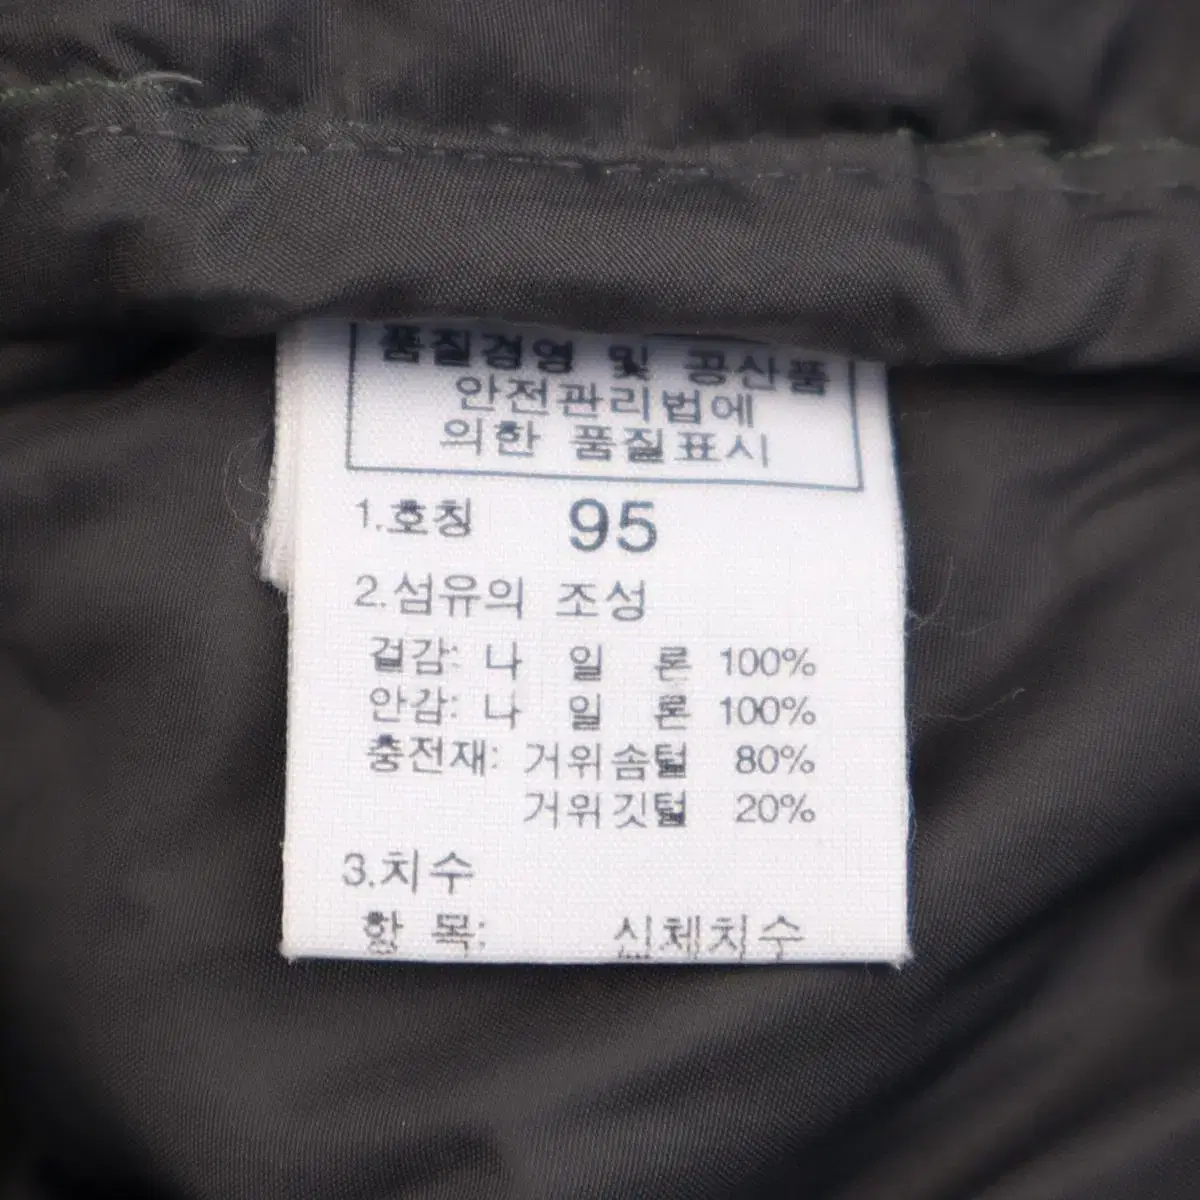 품질경영 및 공산품
안전관리법에
의한 품질표시
1.호칭 95
2.섬유의 조성
겉감: 나 일 론 100%
안감: 나 일 론 100%
충전재: 거위솜털 80%
거위깃털 20%
3.치수
항 목: 신체치수